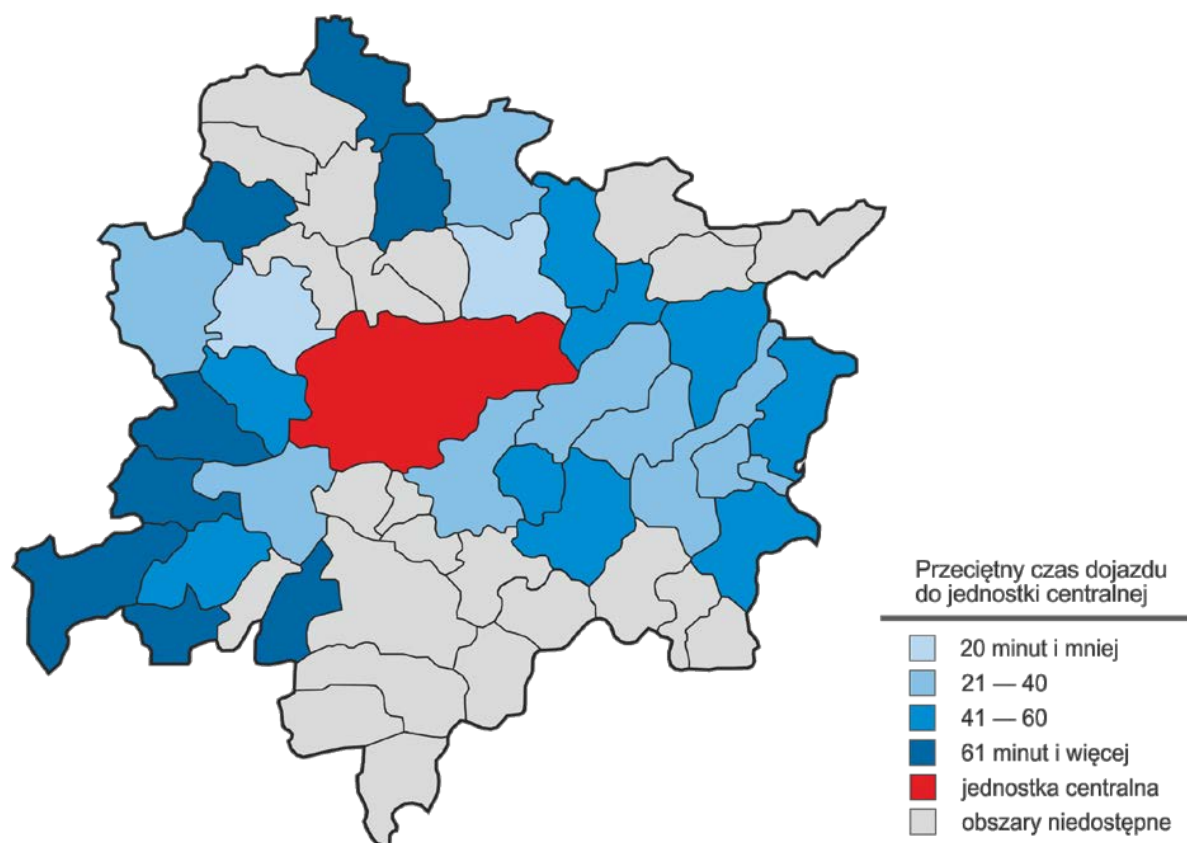 Przeciętny czas dojazdu
do jednostki centralnej
20 minut i mniej
21 — 40
41 — 60
61 minut i więcej
jednostka centralna
obszary niedostępne